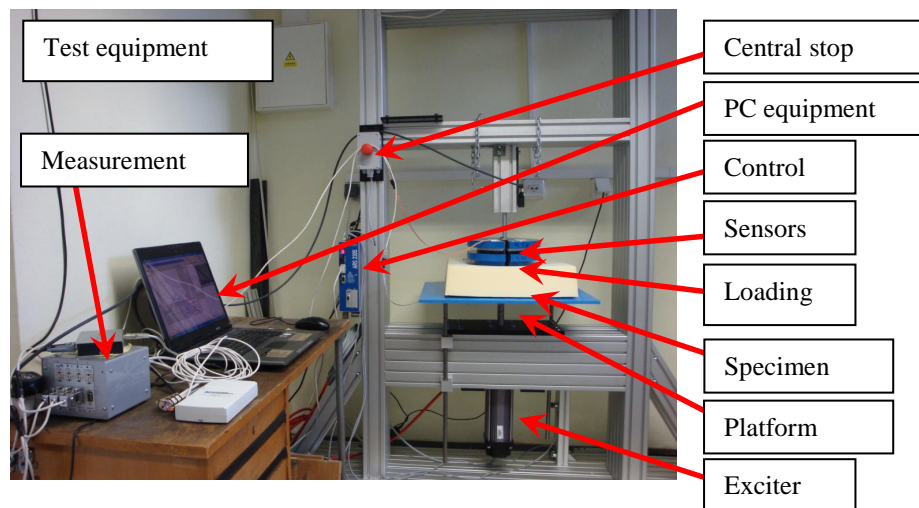 Test equipment
Measurement
Central stop
PC equipment
Control
Sensors
Loading
Specimen
Platform
Exciter